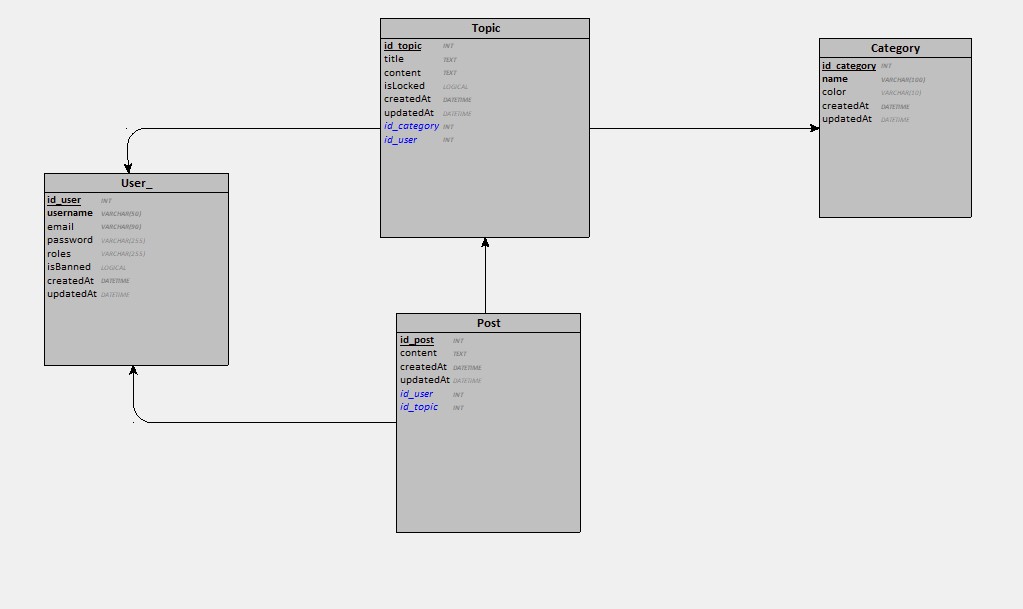 Topic
id_topic INT
title TEXT
content TEXT
isLocked LOGICAL
createdAt DATETIME
updatedAt DATETIME
id_category INT
id_user INT
Category
id_category INT
name VARCHAR(100)
color VARCHAR(10)
createdAt DATETIME
updatedAt DATETIME
User_
id_user INT
username VARCHAR(50)
email VARCHAR(50)
password VARCHAR(255)
roles VARCHAR(255)
isBanned LOGICAL
createdAt DATETIME
updatedAt DATETIME
Post
id_post INT
content TEXT
createdAt DATETIME
updatedAt DATETIME
id_user INT
id_topic INT